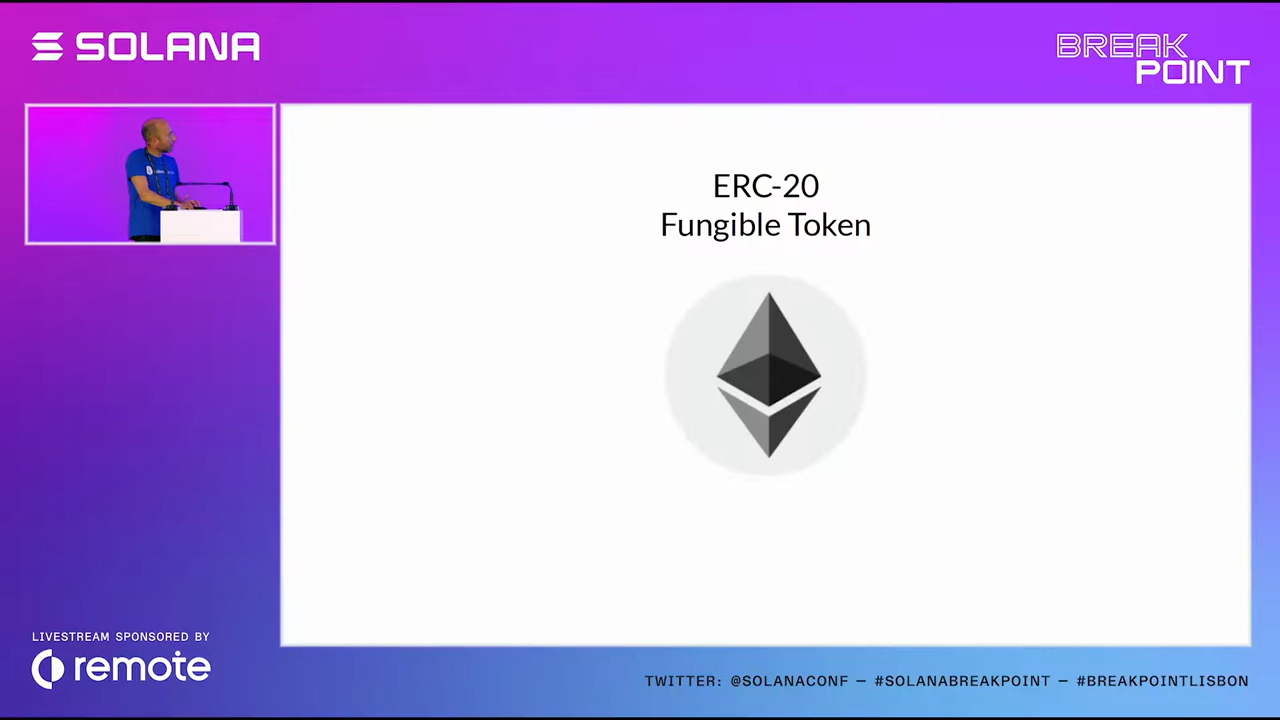 SOLANA
BREAK
POINT
ERC-20
Fungible Token
LIVESTREAM SPONSORED BY
remote
TWITTER: @SOLANACONF — #SOLANABREAKPOINT — #BREAKPOINTLISBON